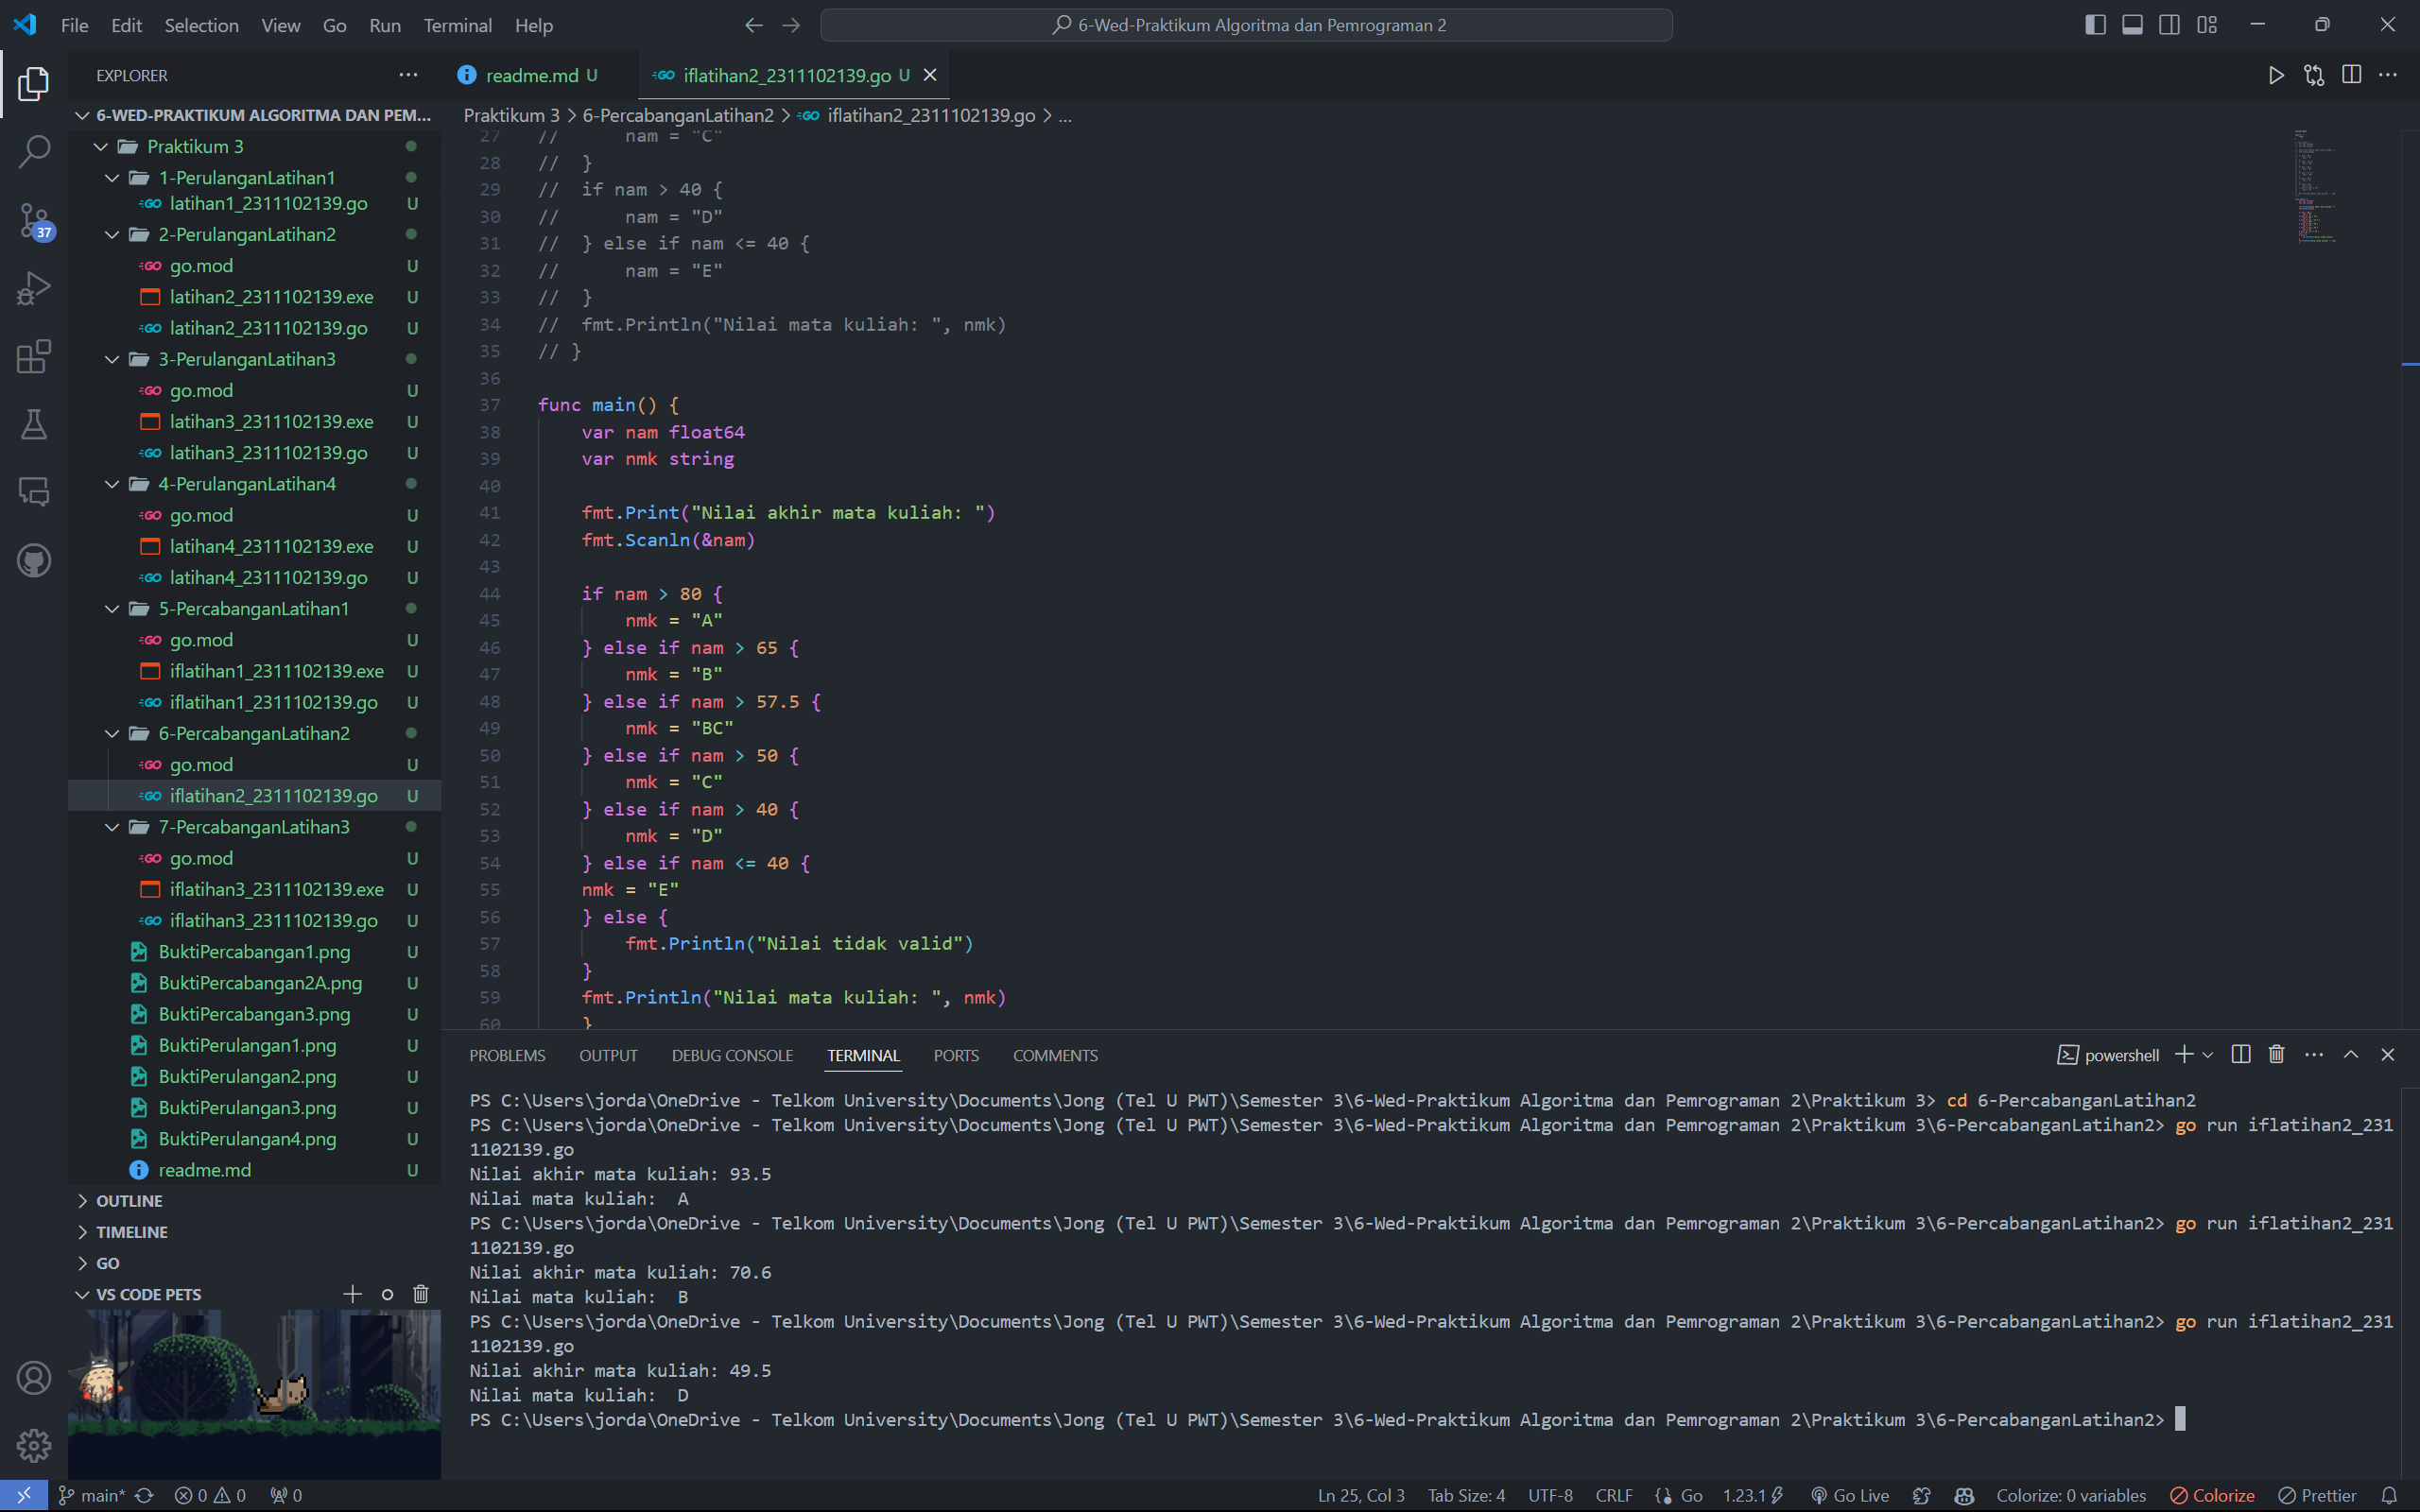 File Edit Selection View Go Run Terminal Help
6-Wed-Praktikum Algoritma dan Pemrograman 2
EXPLORER
6-WED-PRAKTIKUM ALGORITMA DAN PEM...
Praktikum 3
1-PerulanganLatihan1
GO latihan1_2311102139.go U
2-PerulanganLatihan2
GO go.mod U
latihan2_2311102139.exe U
GO latihan2_2311102139.go U
3-PerulanganLatihan3
GO go.mod U
latihan3_2311102139.exe U
GO latihan3_2311102139.go U
4-PerulanganLatihan4
GO go.mod U
latihan4_2311102139.exe U
GO latihan4_2311102139.go U
5-PercabanganLatihan1
GO go.mod U
iflatihan1_2311102139.exe U
GO iflatihan1_2311102139.go U
6-PercabanganLatihan2
GO go.mod U
GO iflatihan2_2311102139.go U
7-PercabanganLatihan3
GO go.mod U
iflatihan3_2311102139.exe U
GO iflatihan3_2311102139.go U
BuktiPercabangan1.png U
BuktiPercabangan2A.png U
BuktiPercabangan3.png U
BuktiPerulangan1.png U
BuktiPerulangan2.png U
BuktiPerulangan3.png U
BuktiPerulangan4.png U
readme.md U
OUTLINE
TIMELINE
GO
VS CODE PETS
37
readme.md U GO iflatihan2_2311102139.go U
Praktikum 3 > 6-PercabanganLatihan2 > GO iflatihan2_2311102139.go > ...
27 // nam = "C"
28 // }
29 // if nam > 40 {
30 // nam = "D"
31 // } else if nam <= 40 {
32 // nam = "E"
33 // }
34 // fmt.Println("Nilai mata kuliah: ", nmk)
35 // }
36
37 func main() {
38 var nam float64
39 var nmk string
40
41 fmt.Print("Nilai akhir mata kuliah: ")
42 fmt.Scanln(&nam)
43
44 if nam > 80 {
45 nmk = "A"
46 } else if nam > 65 {
47 nmk = "B"
48 } else if nam > 57.5 {
49 nmk = "BC"
50 } else if nam > 50 {
51 nmk = "C"
52 } else if nam > 40 {
53 nmk = "D"
54 } else if nam <= 40 {
55 nmk = "E"
56 } else {
57 fmt.Println("Nilai tidak valid")
58 }
59 fmt.Println("Nilai mata kuliah: ", nmk)
60 }
PROBLEMS OUTPUT DEBUG CONSOLE TERMINAL PORTS COMMENTS
powershell
PS C:\Users\jorda\OneDrive - Telkom University\Documents\Jong (Tel U PWT)\Semester 3\6-Wed-Praktikum Algoritma dan Pemrograman 2\Praktikum 3> cd 6-PercabanganLatihan2
PS C:\Users\jorda\OneDrive - Telkom University\Documents\Jong (Tel U PWT)\Semester 3\6-Wed-Praktikum Algoritma dan Pemrograman 2\Praktikum 3\6-PercabanganLatihan2> go run iflatihan2_231
1102139.go
Nilai akhir mata kuliah: 93.5
Nilai mata kuliah:  A
PS C:\Users\jorda\OneDrive - Telkom University\Documents\Jong (Tel U PWT)\Semester 3\6-Wed-Praktikum Algoritma dan Pemrograman 2\Praktikum 3\6-PercabanganLatihan2> go run iflatihan2_231
1102139.go
Nilai akhir mata kuliah: 70.6
Nilai mata kuliah:  B
PS C:\Users\jorda\OneDrive - Telkom University\Documents\Jong (Tel U PWT)\Semester 3\6-Wed-Praktikum Algoritma dan Pemrograman 2\Praktikum 3\6-PercabanganLatihan2> go run iflatihan2_231
1102139.go
Nilai akhir mata kuliah: 49.5
Nilai mata kuliah:  D
PS C:\Users\jorda\OneDrive - Telkom University\Documents\Jong (Tel U PWT)\Semester 3\6-Wed-Praktikum Algoritma dan Pemrograman 2\Praktikum 3\6-PercabanganLatihan2>
main* 0 0 0 Ln 25, Col 3 Tab Size: 4 UTF-8 CRLF {} Go 1.23.1 Go Live Colorize: 0 variables Colorize Prettier